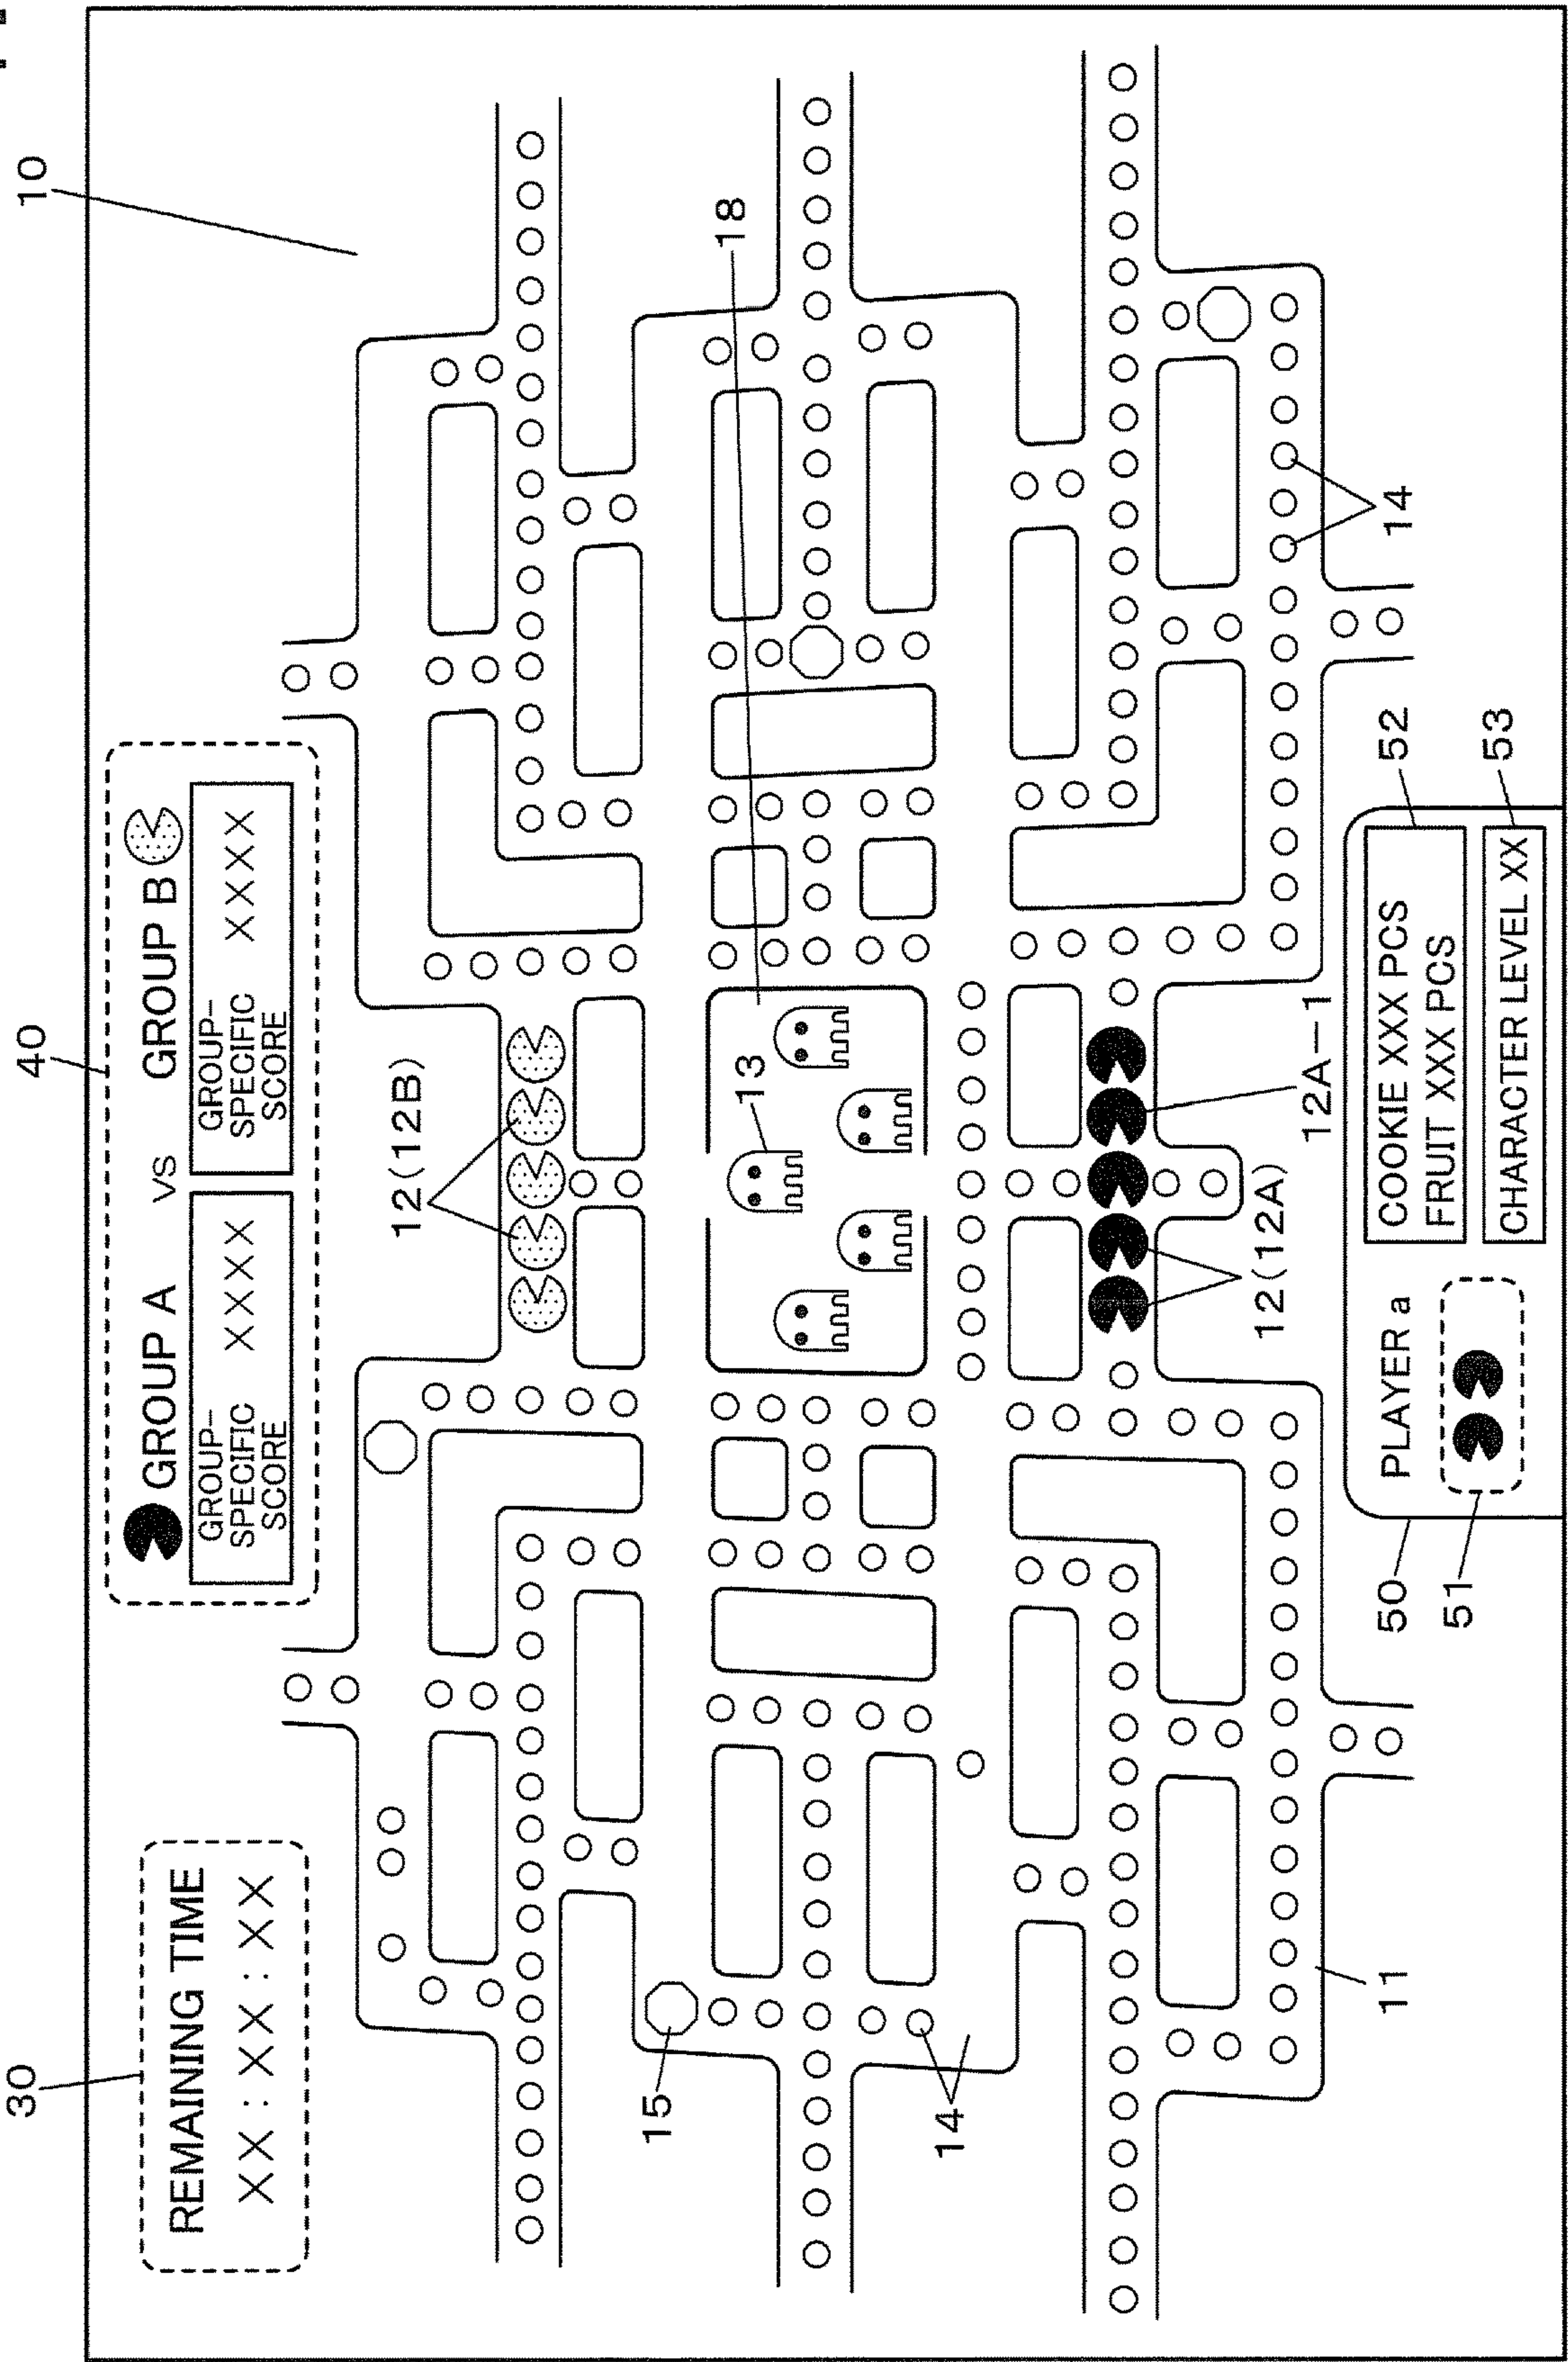 10
30
40
REMAINING TIME
XX : XX : XX
GROUP A
vs
GROUP B
GROUP-
SPECIFIC
SCORE
XXXX
GROUP-
SPECIFIC
SCORE
XXXX
12(12B)
15
13
18
14
14
11
12(12A)
12A-1
50
51
PLAYER a
COOKIE XXX PCS
FRUIT XXX PCS
52
CHARACTER LEVEL XX
53